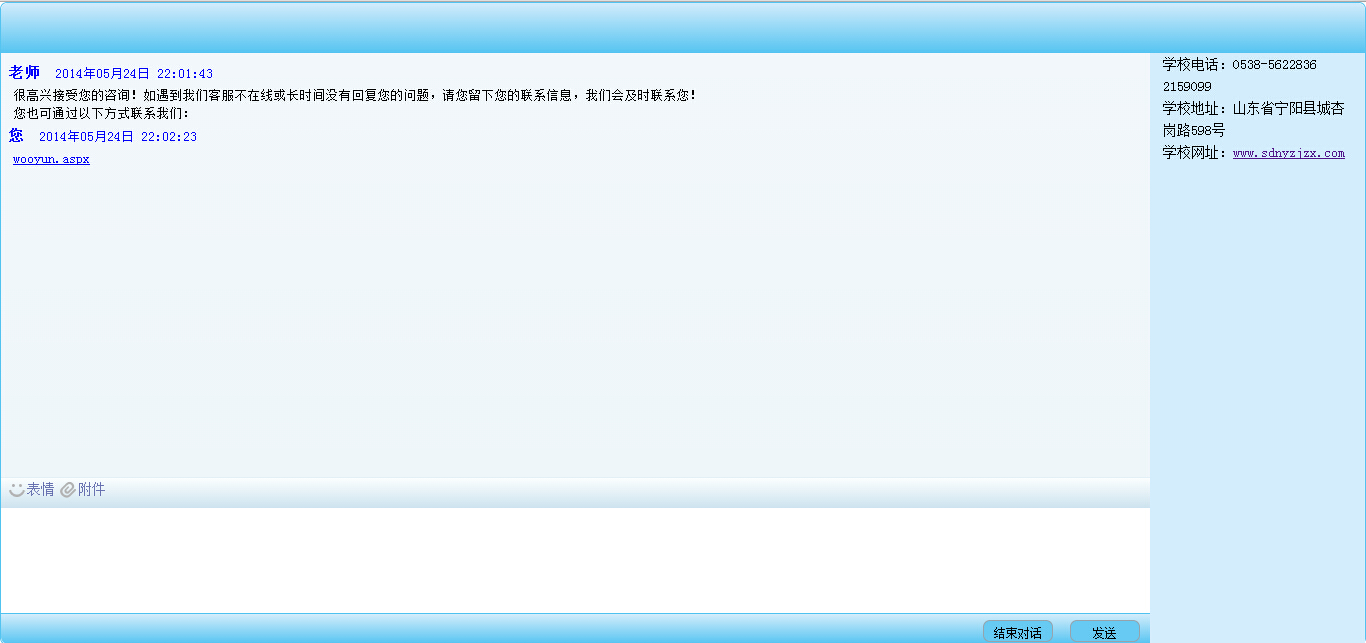 老师 2014年05月24日 22:01:43
很高兴接受您的咨询！如遇到我们客服不在线或长时间没有回复您的问题，请您留下您的联系信息，我们会及时联系您！
您也可通过以下方式联系我们：
您 2014年05月24日 22:02:23
wooyun.aspx
表情 附件
结束对话 发送
学校电话：0538-5622836
2159099
学校地址：山东省宁阳县城杏
岗路598号
学校网址：www.sdnyzjzx.com